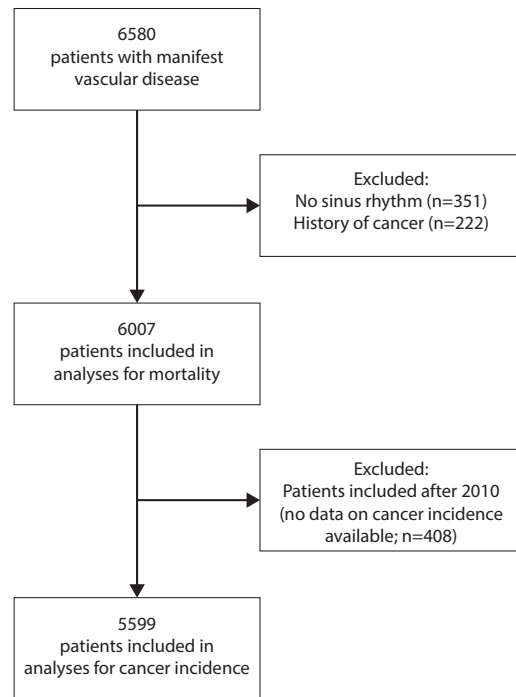 6580
patients with manifest
vascular disease
Excluded:
No sinus rhythm (n=351)
History of cancer (n=222)
6007
patients included in
analyses for mortality
Excluded:
Patients included after 2010
(no data on cancer incidence
available; n=408)
5599
patients included in
analyses for cancer incidence